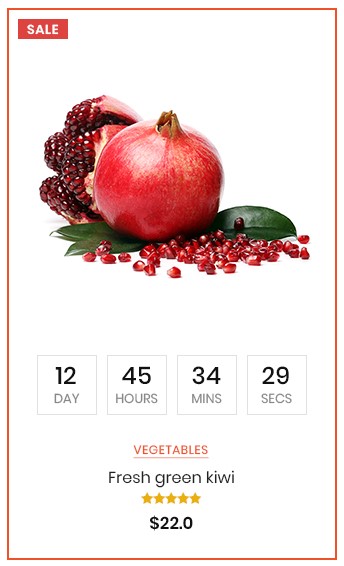 SALE
12 45 34 29
DAY HOURS MINS SECS
VEGETABLES
Fresh green kiwi
$22.0